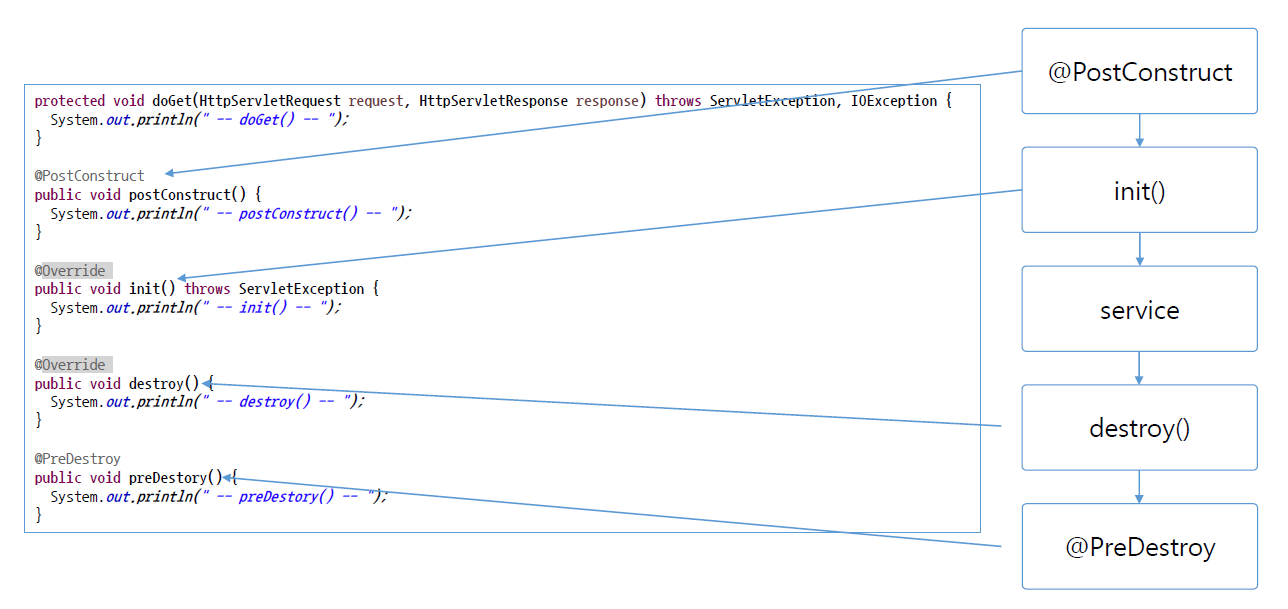 protected void doGet(HttpServletRequest request, HttpServletResponse response) throws ServletException, IOException {
System.out.println(" -- doGet() -- ");
}
@PostConstruct
public void postConstruct() {
System.out.println(" -- postConstruct() -- ");
}
@Override
public void init() throws ServletException {
System.out.println(" -- init() -- ");
}
@Override
public void destroy() {
System.out.println(" -- destroy() -- ");
}
@PreDestroy
public void preDestory() {
System.out.println(" -- preDestory() -- ");
}
@PostConstruct
init()
service
destroy()
@PreDestroy